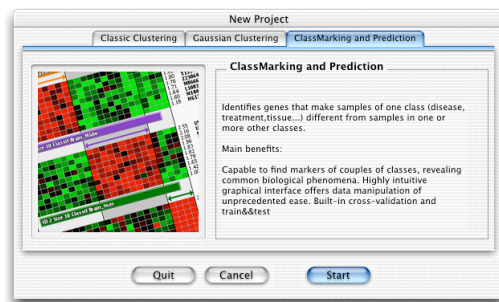 New Project
Classic Clustering
Gaussian Clustering
ClassMarking and Prediction
ClassMarking and Prediction
Identifies genes that make samples of one class (disease,
treatment,tissue...) different from samples in one or
more other classes.
Main benefits:
Capable to find markers of couples of classes, revealing
common biological phenomena. Highly intuitive
graphical interface offers data manipulation of
unprecedented ease. Built-in cross-validation and
train&&test
Quit
Cancel
Start